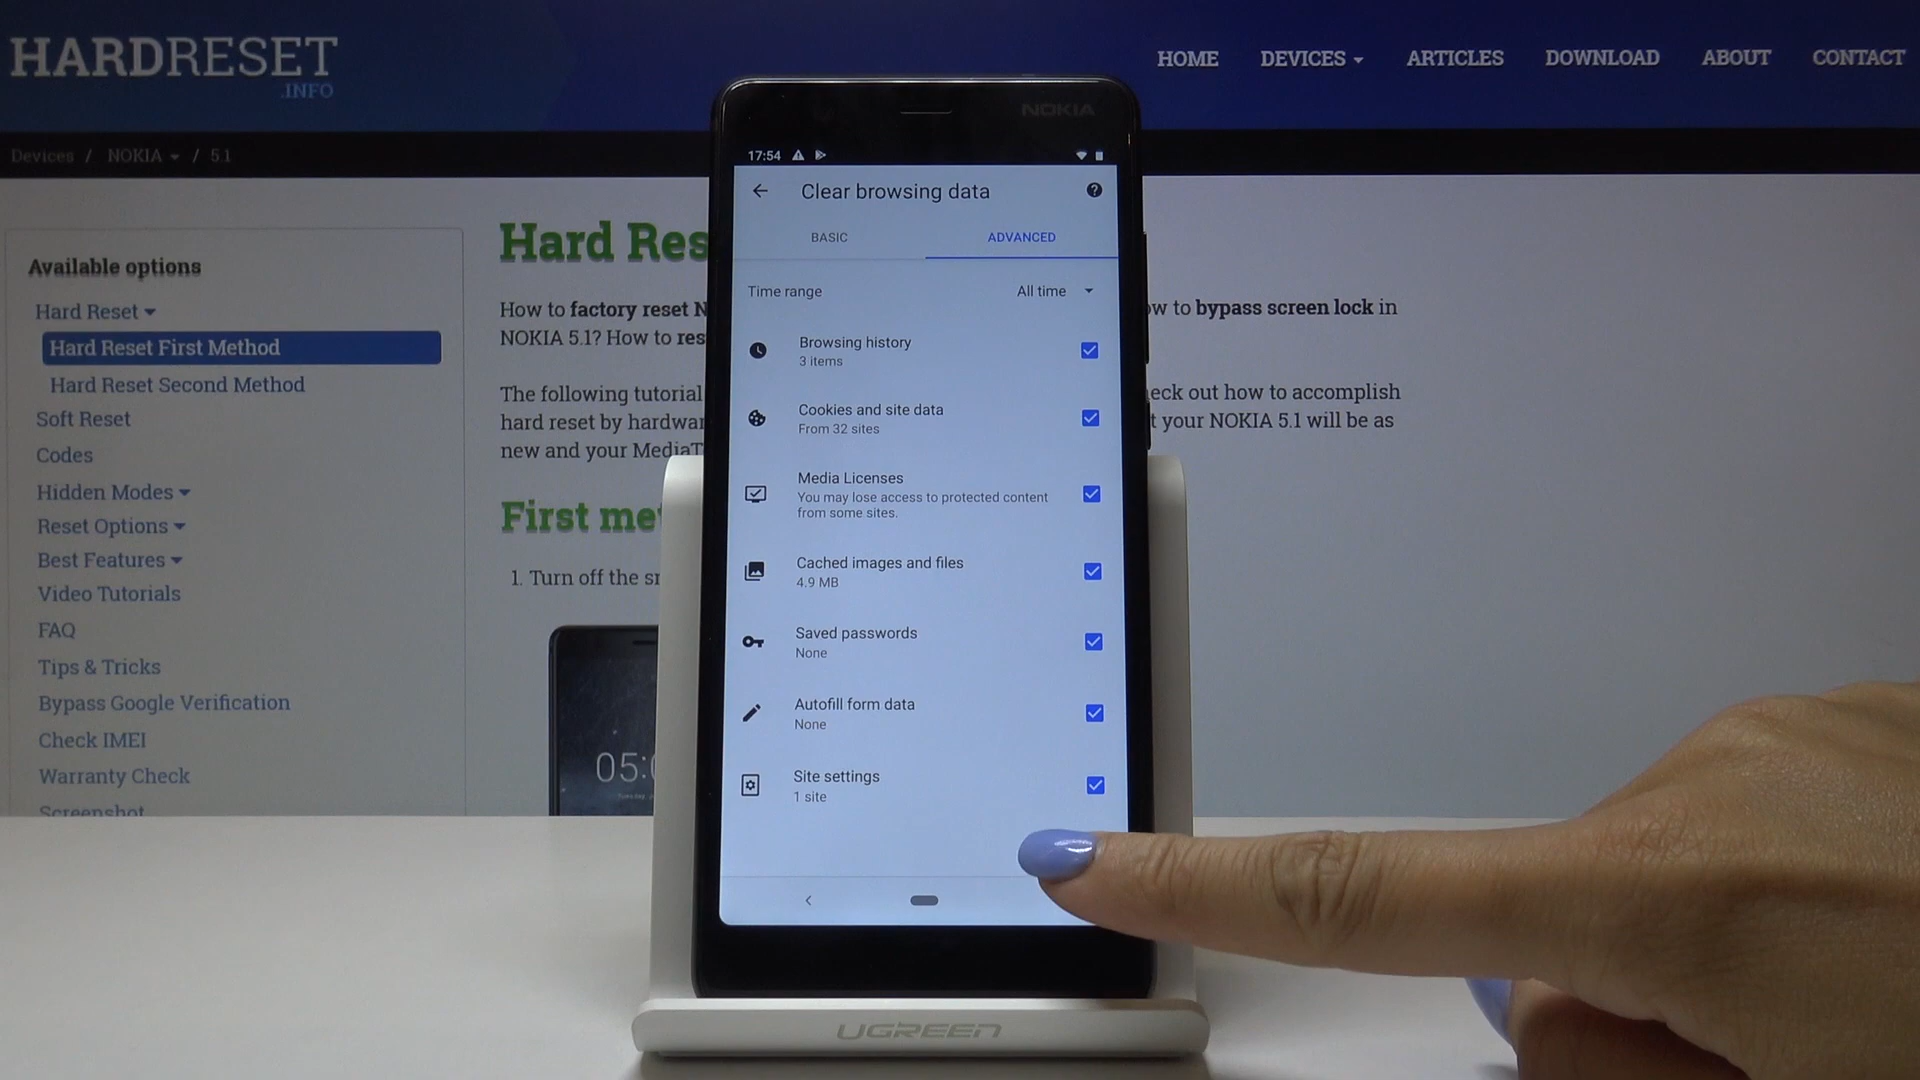 HARDRESET
.INFO
HOME
DEVICES
ARTICLES
DOWNLOAD
ABOUT
CONTACT
Devices / NOKIA / 5.1
Available options
Hard Reset
Hard Reset First Method
Hard Reset Second Method
Soft Reset
Codes
Hidden Modes
Reset Options
Best Features
Video Tutorials
FAQ
Tips & Tricks
Bypass Google Verification
Check IMEI
Warranty Check
Screenshot
Hard Res
How to factory reset N
ow to bypass screen lock in
NOKIA 5.1? How to res
The following tutorial
eck out how to accomplish
hard reset by hardwar
t your NOKIA 5.1 will be as
new and your MediaT
First me
1. Turn off the sm
05:0
NOKIA
17:54
Clear browsing data
BASIC
ADVANCED
Time range
All time
Browsing history
3 items
Cookies and site data
From 32 sites
Media Licenses
You may lose access to protected content
from some sites.
Cached images and files
4.9 MB
Saved passwords
None
Autofill form data
None
Site settings
1 site
UGREEN